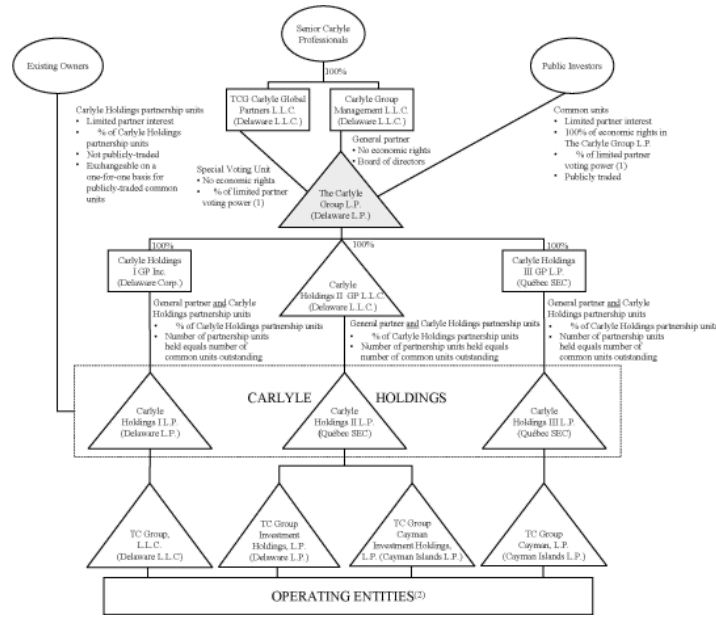 Senior Carlyle
Professionals
Existing Owners
Public Investors
100%
TCG Carlyle Global
Partners L.L.C.
(Delaware L.L.C.)
Carlyle Group
Management L.L.C.
(Delaware L.L.C.)
Carlyle Holdings partnership units
• Limited partner interest
• % of Carlyle Holdings
partnership units
• Not publicly-traded
• Exchangeable on a
one-for-one basis for
publicly-traded common
units
General partner
• No economic rights
• Board of directors
Common units
• Limited partner interest
• 100% of economic rights in
The Carlyle Group L.P.
• % of limited partner
voting power (1)
• Publicly traded
Special Voting Unit
• No economic rights
• % of limited partner
voting power (1)
The Carlyle
Group L.P.
(Delaware L.P.)
100%
100%
100%
Carlyle Holdings
I GP Inc.
(Delaware Corp.)
Carlyle
Holdings II GP L.L.C.
(Delaware L.L.C.)
Carlyle Holdings
III GP L.P.
(Québec SEC)
General partner and Carlyle
Holdings partnership units
• % of Carlyle Holdings partnership units
• Number of partnership units
held equals number of
common units outstanding
General partner and Carlyle Holdings partnership units
• % of Carlyle Holdings partnership units
• Number of partnership units held equals
number of common units outstanding
General partner and Carlyle
Holdings partnership units
• % of Carlyle Holdings partnership units
• Number of partnership units
held equals number of
common units outstanding
CARLYLE HOLDINGS
Carlyle
Holdings I L.P.
(Delaware L.P.)
Carlyle
Holdings II L.P.
(Québec SEC)
Carlyle
Holdings III L.P.
(Québec SEC)
TC Group,
L.L.C.
(Delaware L.L.C)
TC Group
Investment
Holdings, L.P.
(Delaware L.P.)
TC Group
Cayman
Investment Holdings,
L.P. (Cayman Islands L.P.)
TC Group
Cayman, L.P.
(Cayman Islands L.P.)
OPERATING ENTITIES(2)